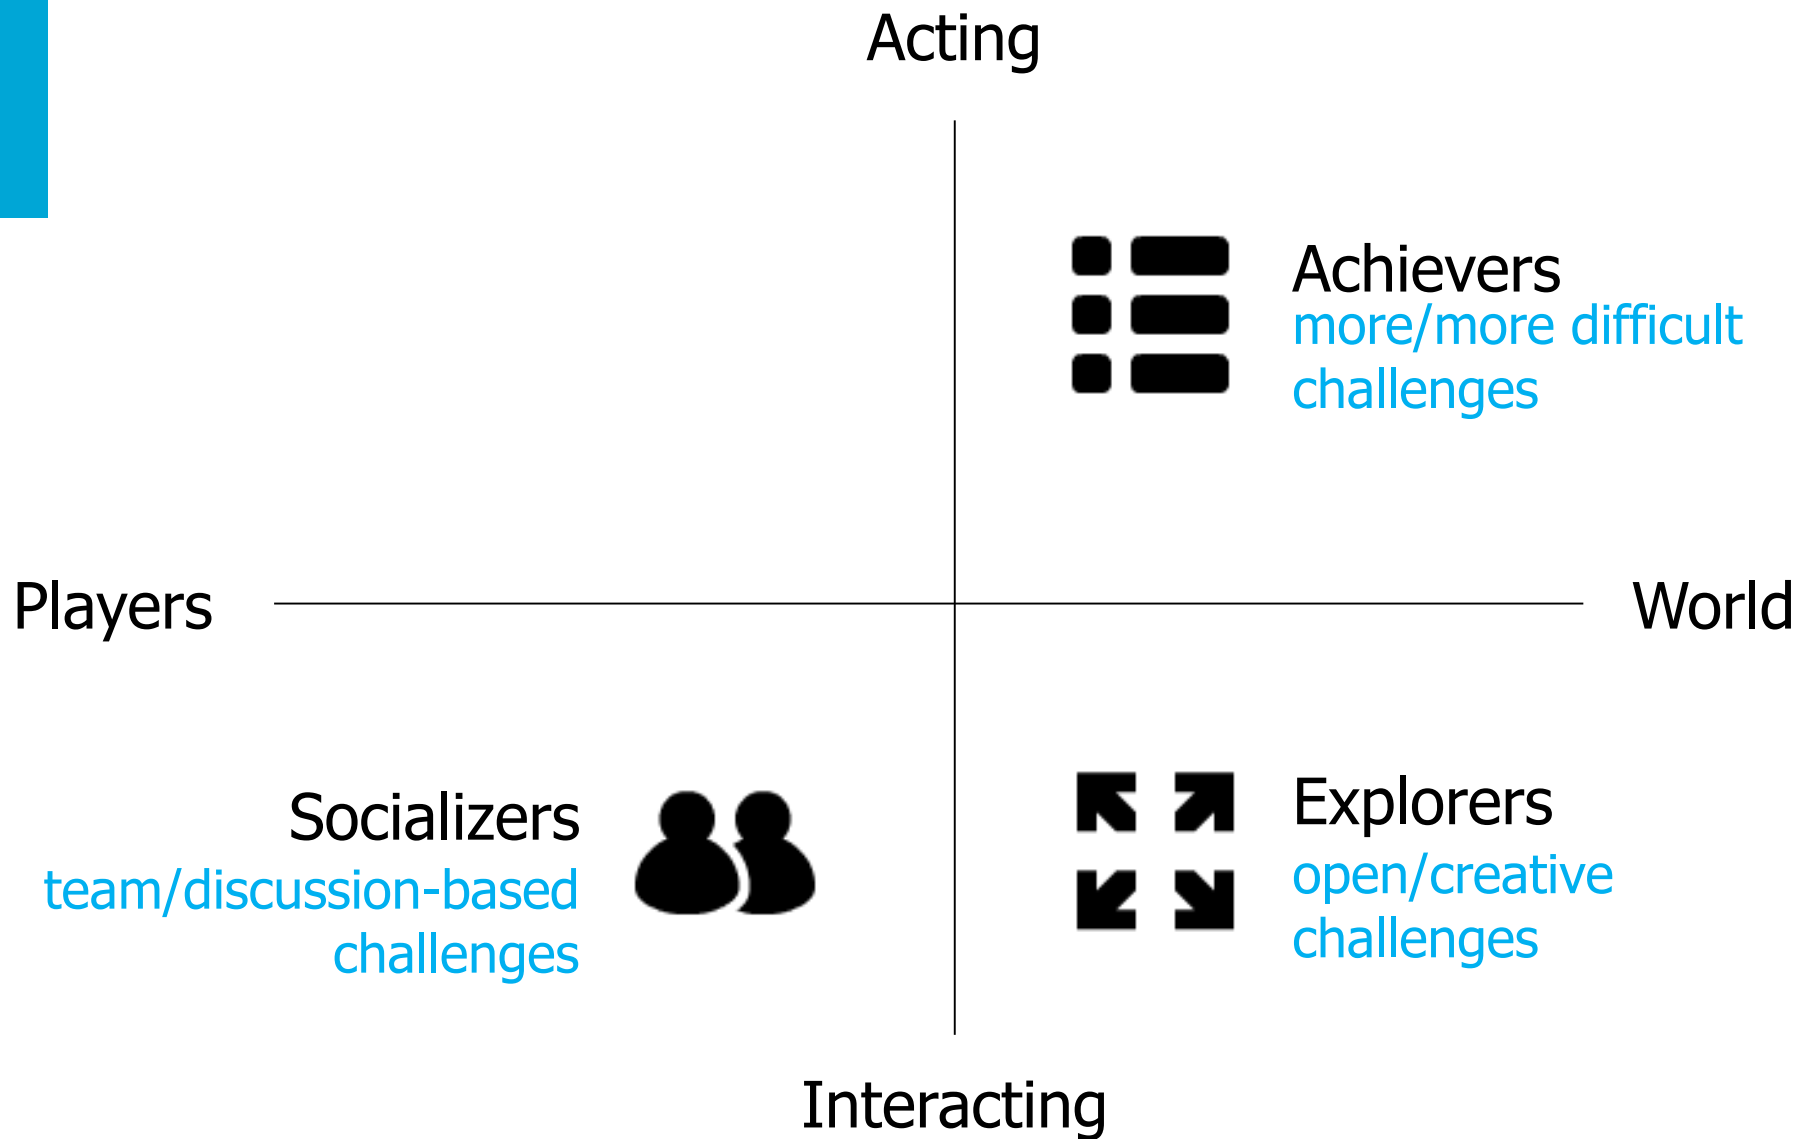 Acting
Achievers
more/more difficult
challenges
Players
World
Socializers
team/discussion-based
challenges
Explorers
open/creative
challenges
Interacting